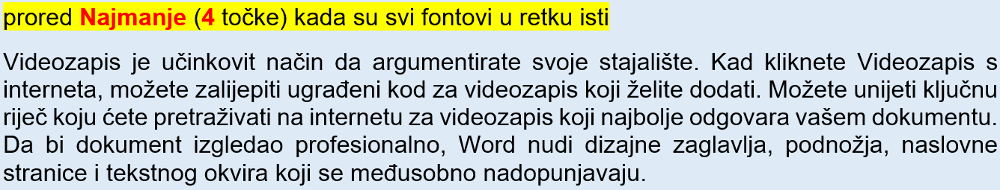 prored Najmanje (4 točke) kada su svi fontovi u retku isti
Videozapis je učinkovit način da argumentirate svoje stajalište. Kad kliknete Videozapis s
interneta, možete zalijepiti ugrađeni kod za videozapis koji želite dodati. Možete unijeti ključnu
riječ koju ćete pretraživati na internetu za videozapis koji najbolje odgovara vašem dokumentu.
Da bi dokument izgledao profesionalno, Word nudi dizajne zaglavlja, podnožja, naslovne
stranice i tekstnog okvira koji se međusobno nadopunjavaju.